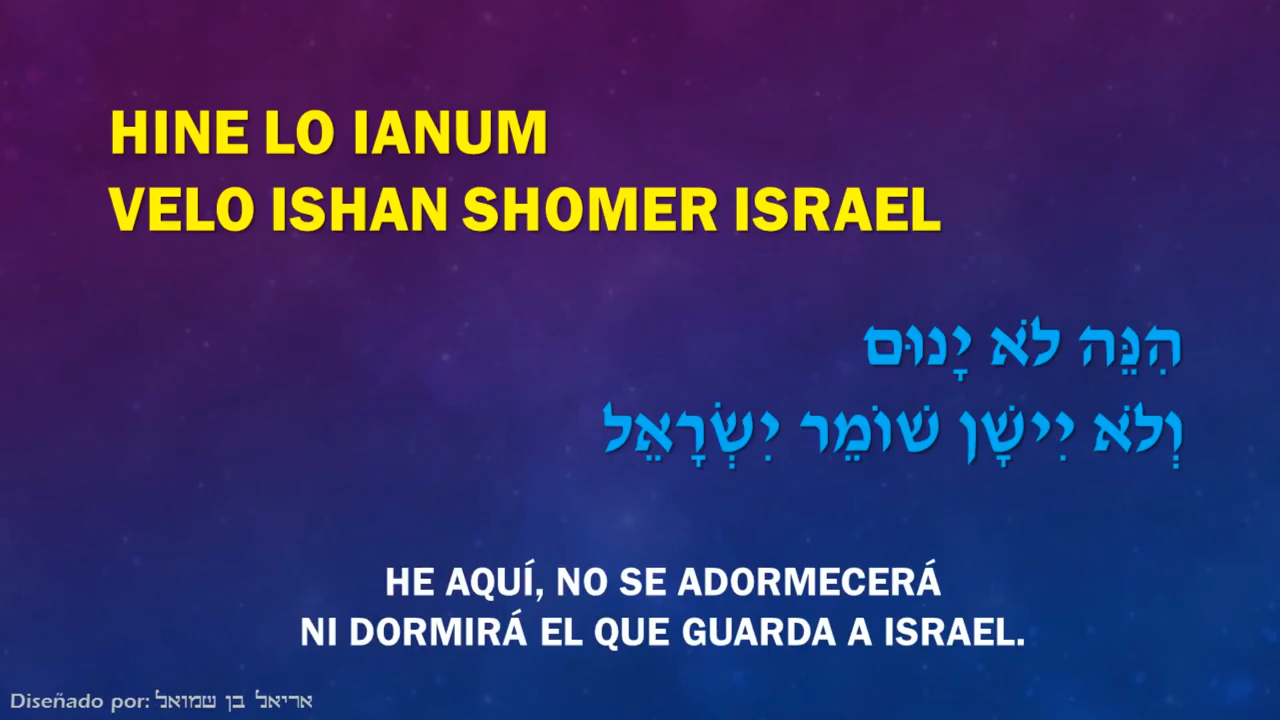 HINE LO IANUM
VELO ISHAN SHOMER ISRAEL
הִנֵּה לֹא יָנוּם
וְלֹא יִישָׁן שׁוֹמֵר יִשְׂרָאֵל
HE AQUÍ, NO SE ADORMECERÁ
NI DORMIRÁ EL QUE GUARDA A ISRAEL.
Diseñado por: אריאל בן שמואל